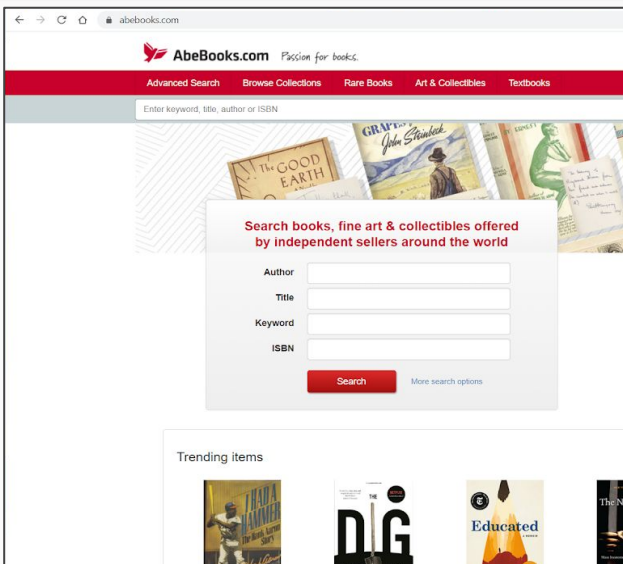 abebooks.com
AbeBooks.com Passion for books.
Advanced Search Browse Collections Rare Books Art & Collectibles Textbooks
Enter keyword, title, author or ISBN
The GOOD
EARTH
John Steinbeck
ERNEST
Search books, fine art & collectibles offered
by independent sellers around the world
Author
Title
Keyword
ISBN
Search More search options
Trending items
I HAD A
HAMMER
The Hank Aaron
Story
THE
DIG
Educated
A MEMOIR